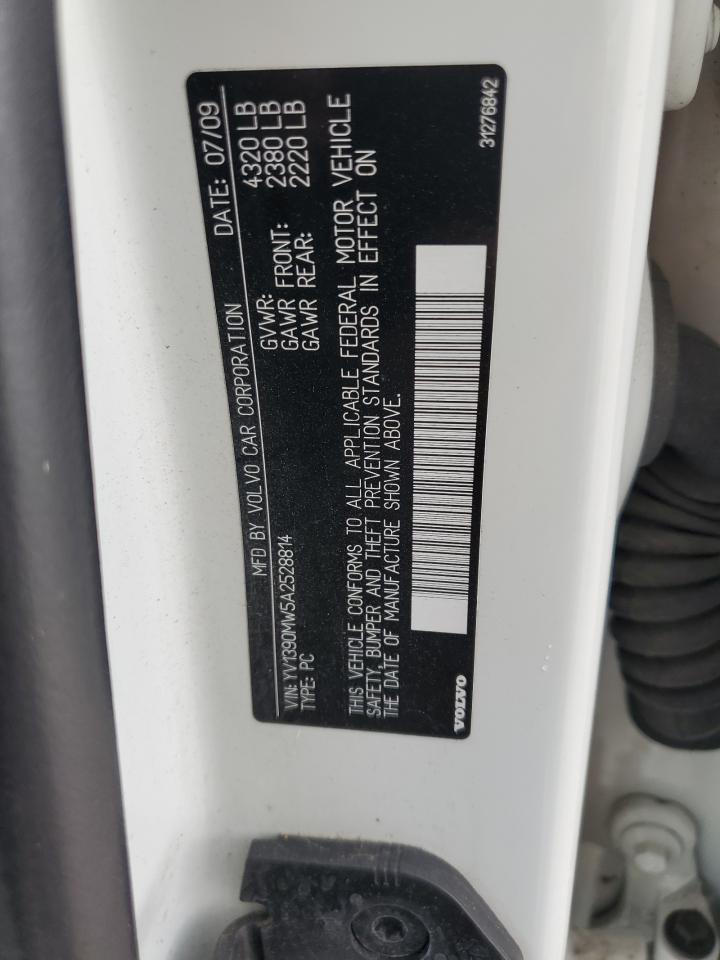 MFD BY VOLVO CAR CORPORATION DATE: 07/09
GVWR: 4320 LB
GAWR FRONT: 2380 LB
GAWR REAR: 2220 LB
VIN: YV1390MW5A2528814
TYPE: PC
THIS VEHICLE CONFORMS TO ALL APPLICABLE FEDERAL MOTOR VEHICLE
SAFETY, BUMPER AND THEFT PREVENTION STANDARDS IN EFFECT ON
THE DATE OF MANUFACTURE SHOWN ABOVE.
VOLVO
31276842